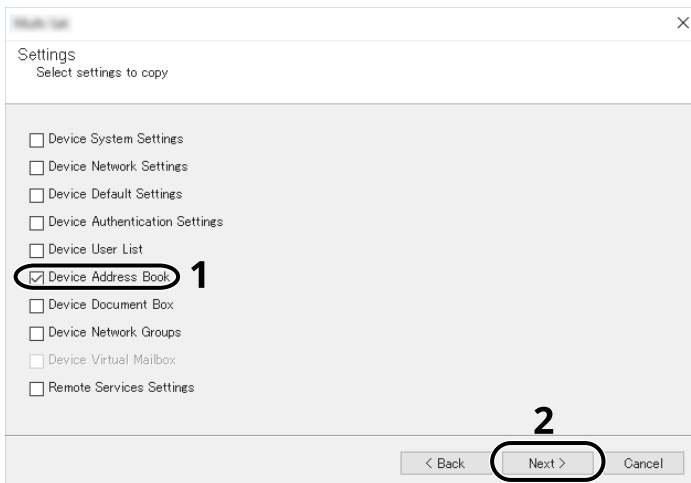 Settings
Select settings to copy
Device System Settings
Device Network Settings
Device Default Settings
Device Authentication Settings
Device User List
Device Address Book 1
Device Document Box
Device Network Groups
Device Virtual Mailbox
Remote Services Settings
2
< Back Next > Cancel